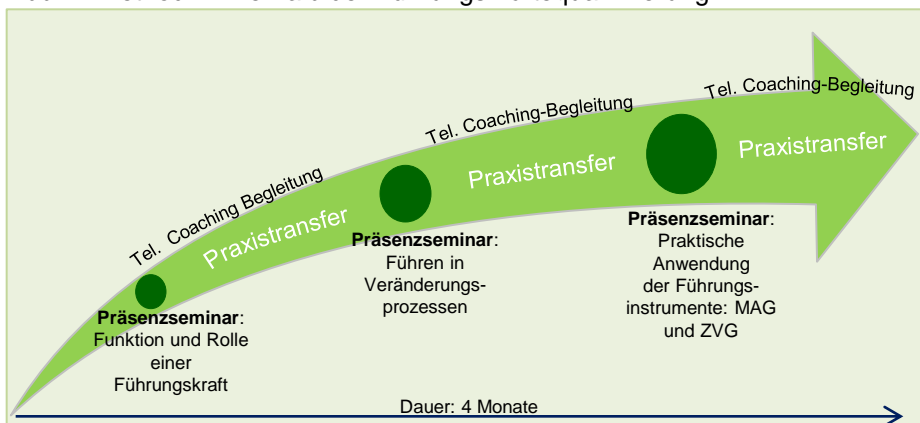 Tel. Coaching Begleitung
Praxistransfer
Tel. Coaching-Begleitung
Praxistransfer
Tel. Coaching-Begleitung
Praxistransfer
Präsenzseminar:
Funktion und Rolle
einer
Führungskraft
Präsenzseminar:
Führen in
Veränderungs-
prozessen
Präsenzseminar:
Praktische
Anwendung
der Führungs-
instrumente: MAG
und ZVG
Dauer: 4 Monate